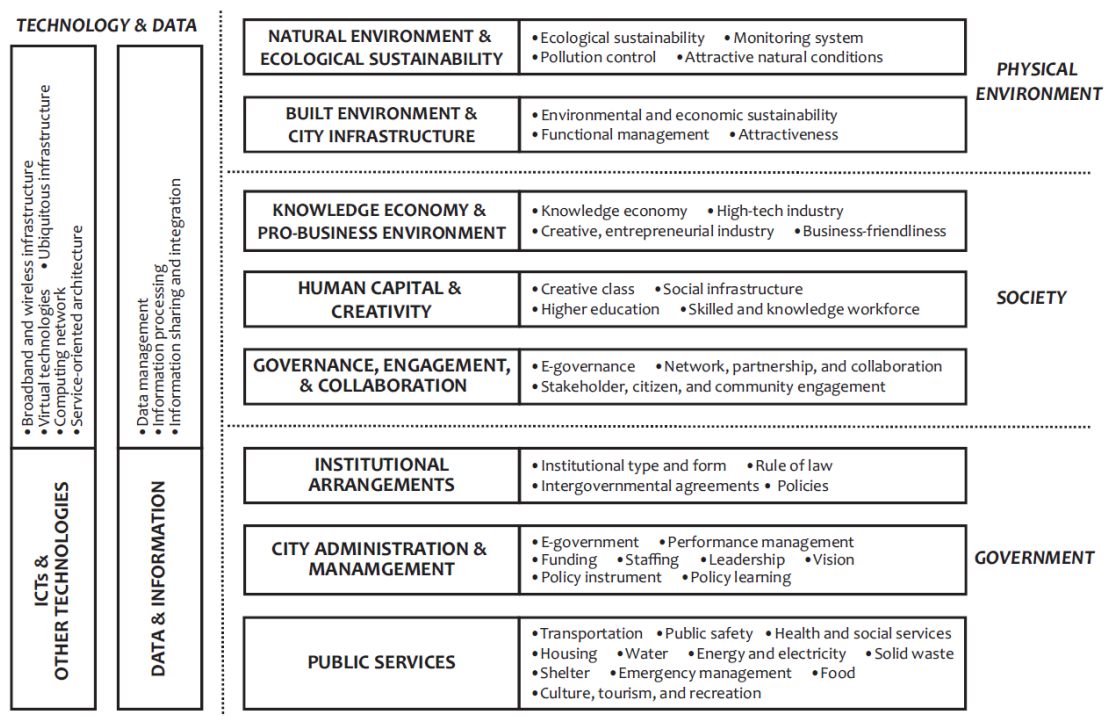 TECHNOLOGY & DATA
• Broadband and wireless infrastructure
• Virtual technologies • Ubiquitous infrastructure
• Computing network
• Service-oriented architecture
ICTs &
OTHER TECHNOLOGIES
• Data management
• Information processing
• Information sharing and integration
DATA & INFORMATION
NATURAL ENVIRONMENT &
ECOLOGICAL SUSTAINABILITY
• Ecological sustainability • Monitoring system
• Pollution control • Attractive natural conditions
BUILT ENVIRONMENT &
CITY INFRASTRUCTURE
• Environmental and economic sustainability
• Functional management • Attractiveness
PHYSICAL
ENVIRONMENT
KNOWLEDGE ECONOMY &
PRO-BUSINESS ENVIRONMENT
• Knowledge economy • High-tech industry
• Creative, entrepreneurial industry • Business-friendliness
HUMAN CAPITAL &
CREATIVITY
• Creative class • Social infrastructure
• Higher education • Skilled and knowledge workforce
GOVERNANCE, ENGAGEMENT,
& COLLABORATION
• E-governance • Network, partnership, and collaboration
• Stakeholder, citizen, and community engagement
SOCIETY
INSTITUTIONAL
ARRANGEMENTS
• Institutional type and form • Rule of law
• Intergovernmental agreements • Policies
CITY ADMINISTRATION &
MANAMGEMENT
• E-government • Performance management
• Funding • Staffing • Leadership • Vision
• Policy instrument • Policy learning
PUBLIC SERVICES
• Transportation • Public safety • Health and social services
• Housing • Water • Energy and electricity • Solid waste
• Shelter • Emergency management • Food
• Culture, tourism, and recreation
GOVERNMENT